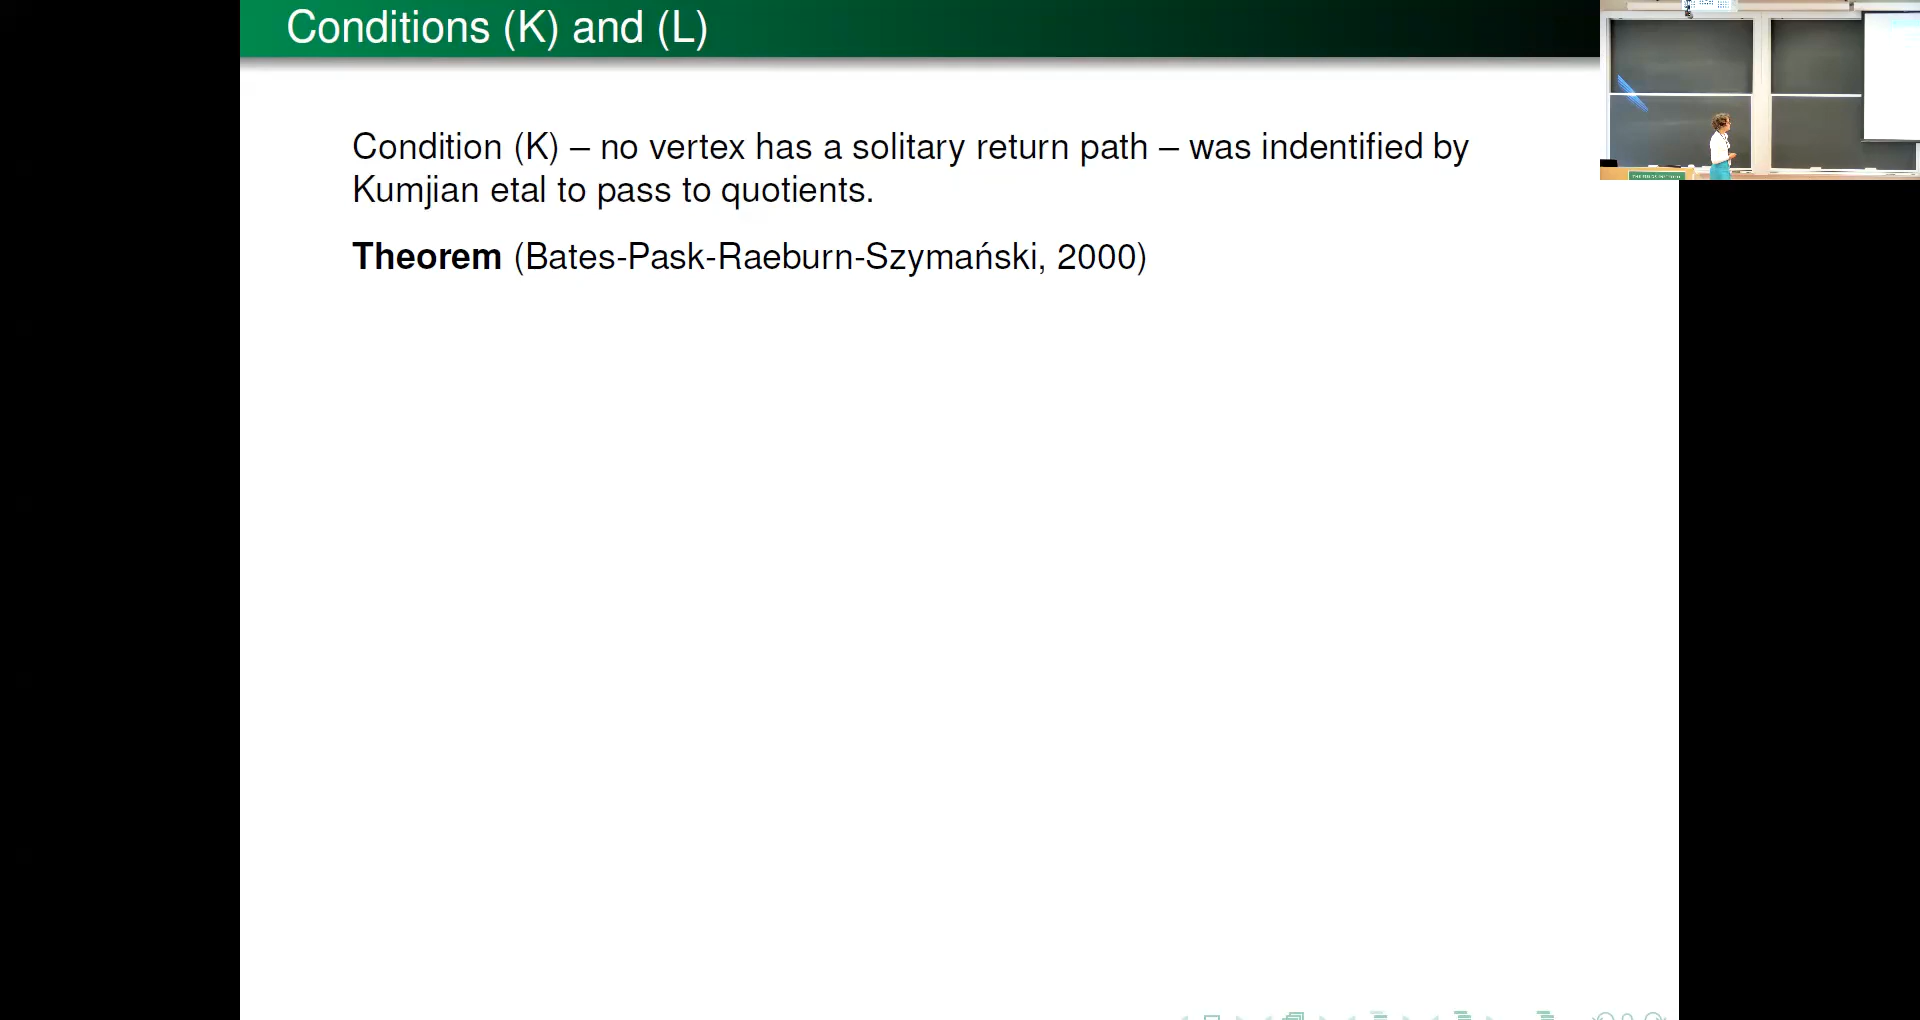 Conditions (K) and (L)
Condition (K) – no vertex has a solitary return path – was indentified by
Kumjian etal to pass to quotients.
Theorem (Bates-Pask-Raeburn-Szymański, 2000)